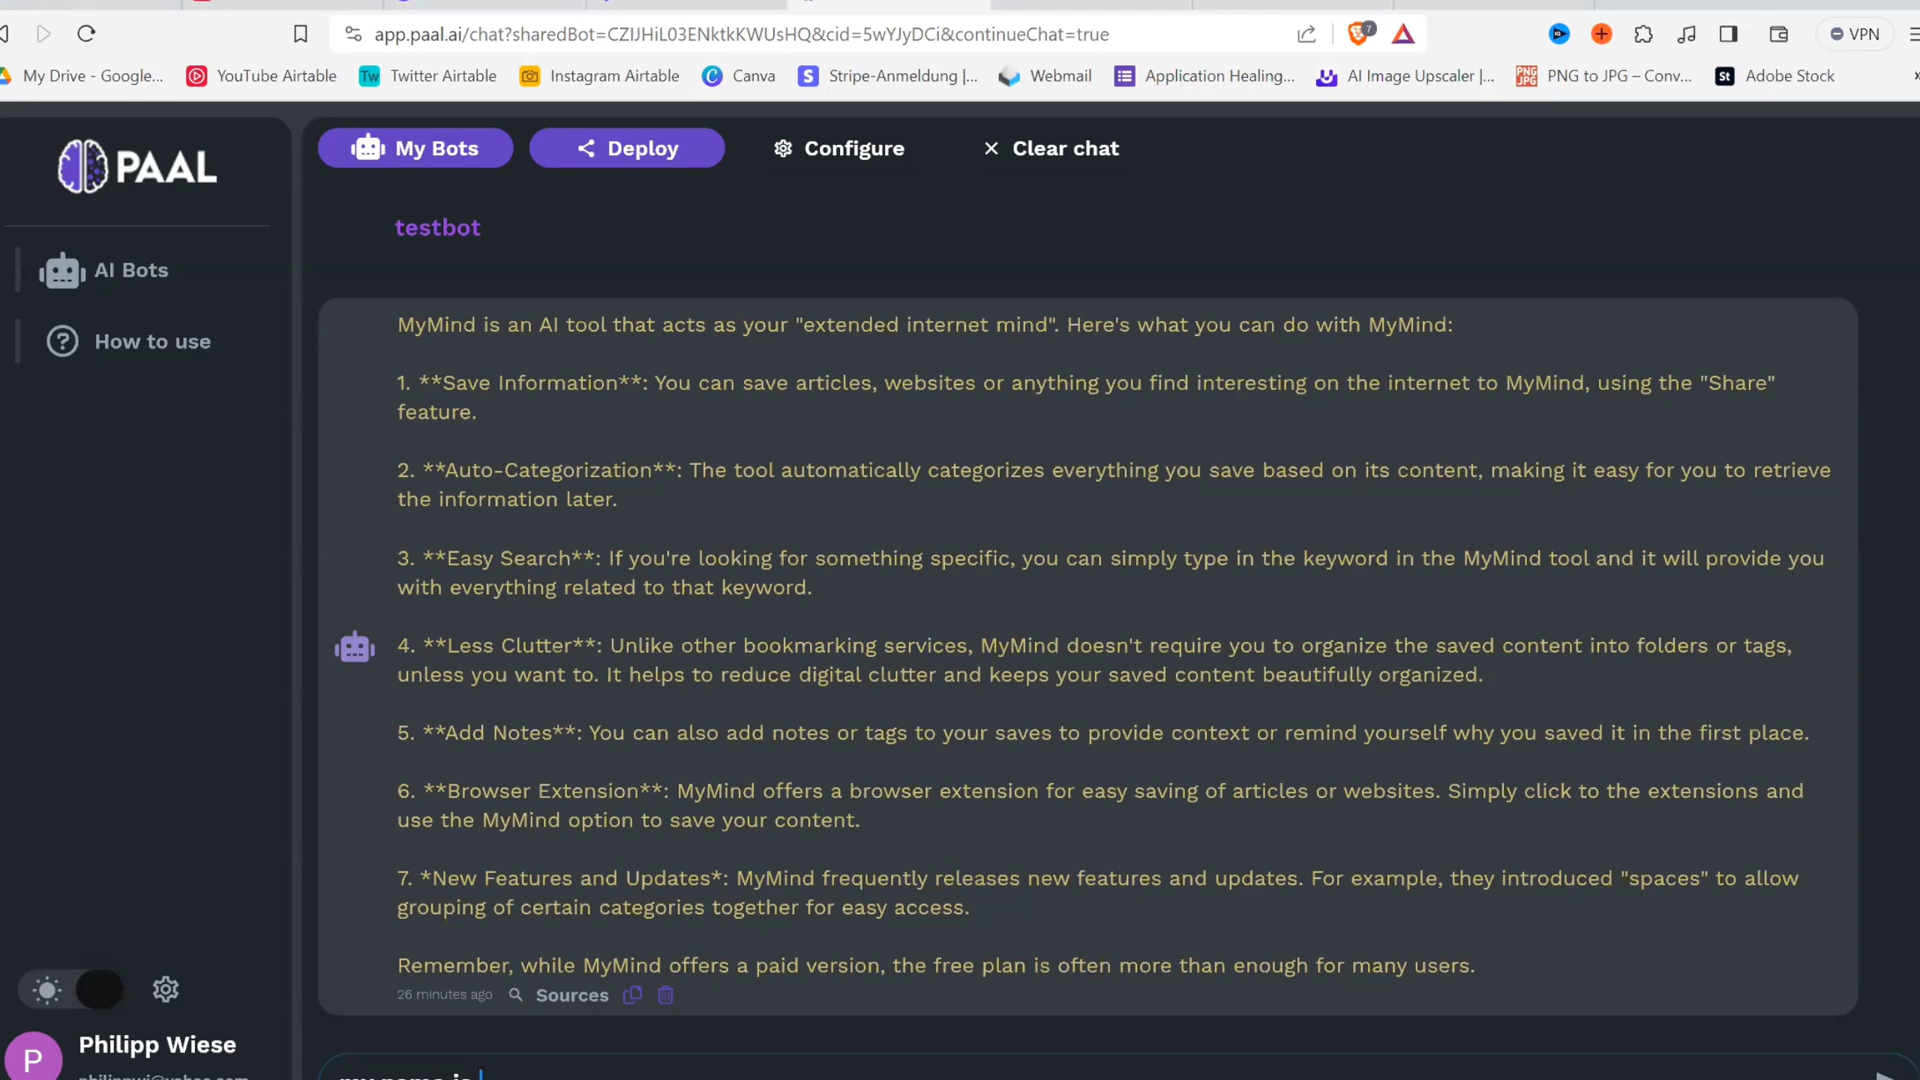 app.paal.ai/chat?sharedBot=CZIJHiL03ENktkKWUsHQ&cid=5wYJyDCi&continueChat=true
7
VPN
My Drive - Google...
YouTube Airtable
Tw Twitter Airtable
Instagram Airtable
C Canva
S Stripe-Anmeldung |...
Webmail
Application Healing...
AI Image Upscaler |...
PNG JPG PNG to JPG – Conv...
St Adobe Stock
PAAL
AI Bots
How to use
My Bots
Deploy
Configure
Clear chat
testbot
MyMind is an AI tool that acts as your "extended internet mind". Here's what you can do with MyMind:
1. **Save Information**: You can save articles, websites or anything you find interesting on the internet to MyMind, using the "Share"
feature.
2. **Auto-Categorization**: The tool automatically categorizes everything you save based on its content, making it easy for you to retrieve
the information later.
3. **Easy Search**: If you're looking for something specific, you can simply type in the keyword in the MyMind tool and it will provide you
with everything related to that keyword.
4. **Less Clutter**: Unlike other bookmarking services, MyMind doesn't require you to organize the saved content into folders or tags,
unless you want to. It helps to reduce digital clutter and keeps your saved content beautifully organized.
5. **Add Notes**: You can also add notes or tags to your saves to provide context or remind yourself why you saved it in the first place.
6. **Browser Extension**: MyMind offers a browser extension for easy saving of articles or websites. Simply click to the extensions and
use the MyMind option to save your content.
7. *New Features and Updates*: MyMind frequently releases new features and updates. For example, they introduced "spaces" to allow
grouping of certain categories together for easy access.
Remember, while MyMind offers a paid version, the free plan is often more than enough for many users.
26 minutes ago
Sources
P
Philipp Wiese
my name is